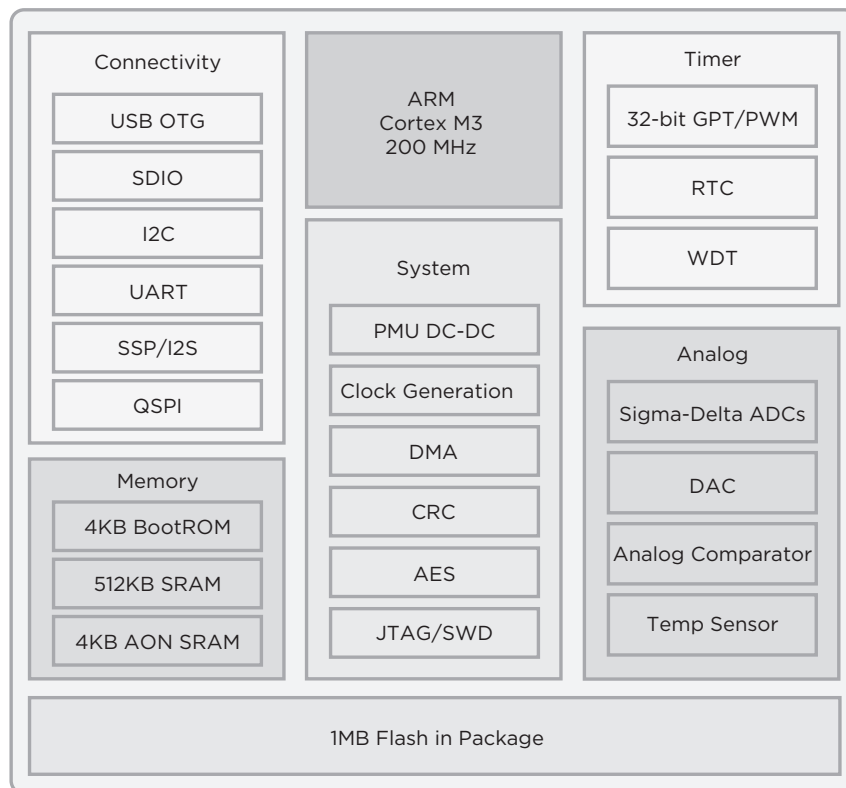 Connectivity
USB OTG
SDIO
I2C
UART
SSP/I2S
QSPI
Memory
4KB BootROM
512KB SRAM
4KB AON SRAM
ARM
Cortex M3
200 MHz
System
PMU DC-DC
Clock Generation
DMA
CRC
AES
JTAG/SWD
Timer
32-bit GPT/PWM
RTC
WDT
Analog
Sigma-Delta ADCs
DAC
Analog Comparator
Temp Sensor
1MB Flash in Package